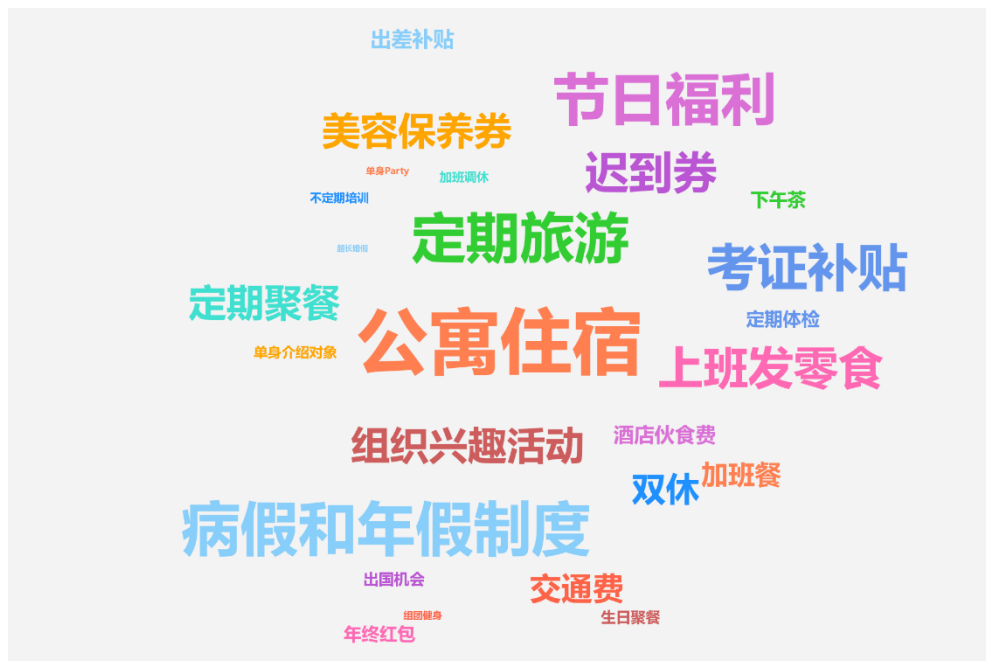 出差补贴
节日福利
美容保养券
迟到券
单身Party
加班调休
不定期培训
下午茶
定期旅游
超长婚假
考证补贴
定期聚餐
定期体检
公寓住宿
单身介绍对象
上班发零食
组织兴趣活动
酒店伙食费
双休
加班餐
病假和年假制度
出国机会
交通费
组团健身
生日聚餐
年终红包